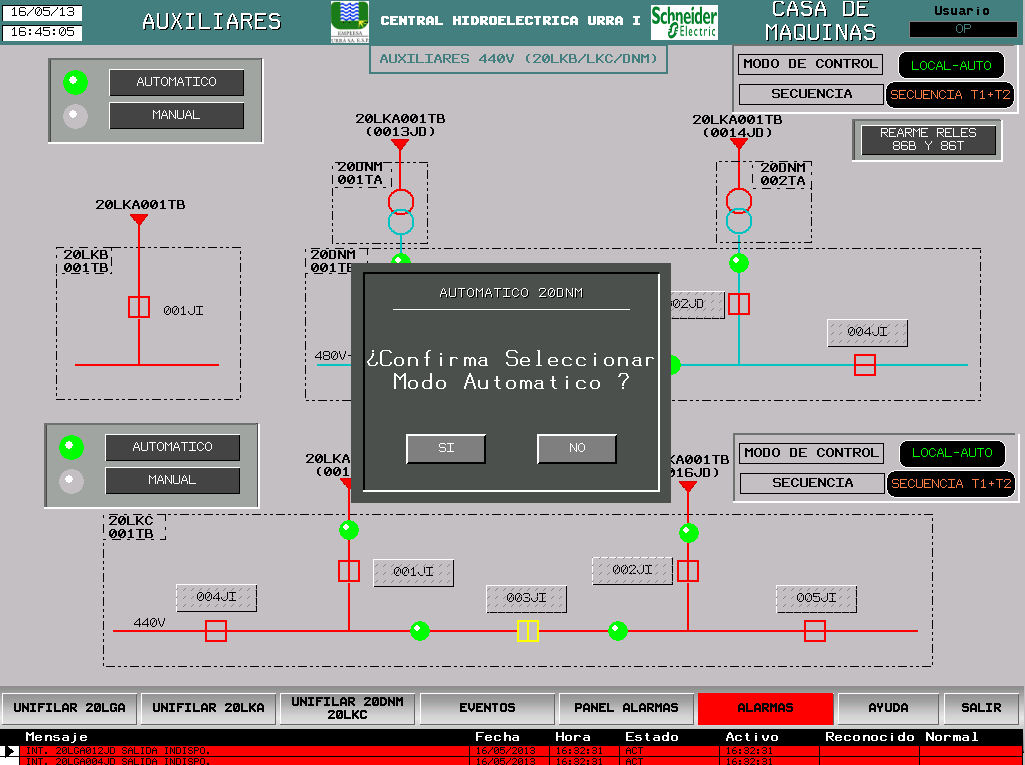 16/05/13
16:45:05
AUXILIARES
EMPRESA
URRA S.A. E.S.P.
CENTRAL HIDROELECTRICA URRA I
Schneider
Electric
CASA DE
MAQUINAS
Usuario
OP
AUXILIARES 440V (20LKB/LKC/DNM)
AUTOMATICO
MANUAL
MODO DE CONTROL
LOCAL-AUTO
SECUENCIA
SECUENCIA T1+T2
REARME RELES
86B Y 86T
20LKA001TB
(0013JD)
20LKA001TB
(0014JD)
20DNM
001TA
20DNM
002TA
20LKA001TB
20LKB
001TB
001JI
20DNM
001TB
480V
02JD
004JI
AUTOMATICO 20DNM
¿Confirma Seleccionar
Modo Automatico ?
SI
NO
AUTOMATICO
MANUAL
20LKA
(001
KA001TB
16JD)
MODO DE CONTROL
LOCAL-AUTO
SECUENCIA
SECUENCIA T1+T2
20LKC
001TB
001JI
002JI
004JI
003JI
005JI
440V
UNIFILAR 20LGA
UNIFILAR 20LKA
UNIFILAR 20DNM
20LKC
EVENTOS
PANEL ALARMAS
ALARMAS
AYUDA
SALIR
Mensaje Fecha Hora Estado Activo Reconocido Normal
INT. 20LGA012JD SALIDA INDISPO. 16/05/2013 16:32:31 ACT 16:32:31
INT. 20LGA004JD SALIDA INDISPO. 16/05/2013 16:32:31 ACT 16:32:31